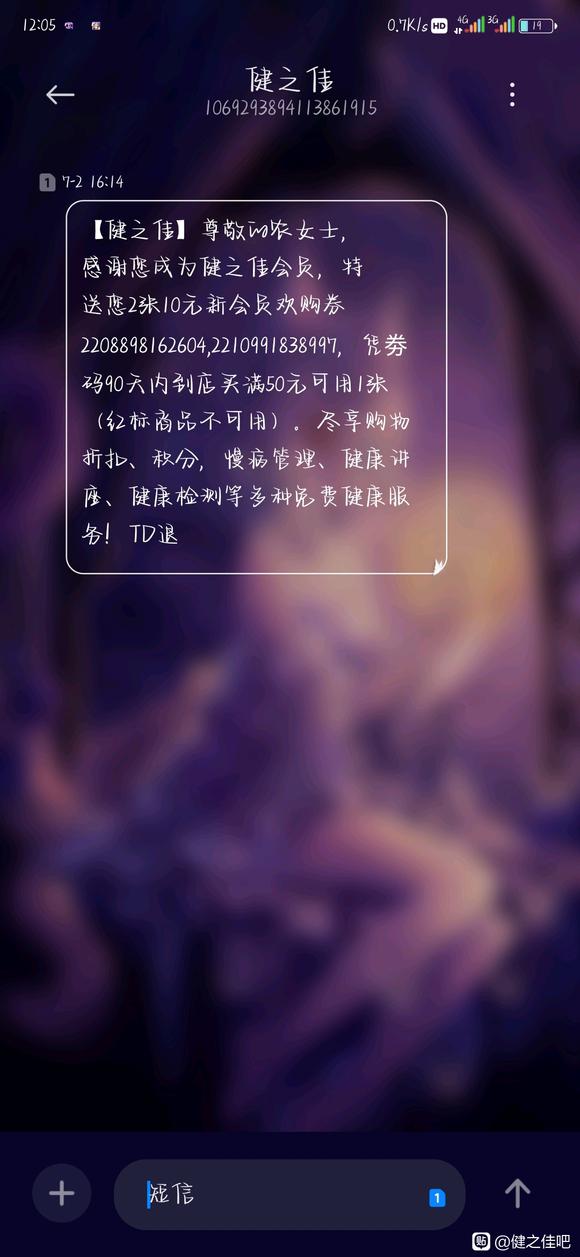 12:05 0.7K/s HD 4G 3G 19
健之佳
1069293894113861915
1 7-2 16:14
【健之佳】尊敬的农女士，
感谢您成为健之佳会员，特
送您2张10元新会员欢购券
2208898162604,2210991838997，凭券
码90天内到店买满50元可用1张
（红标商品不可用）。尽享购物
折扣、积分，慢病管理、健康讲
座、健康检测等多种免费健康服
务！TD退
短信 1
贴 @健之佳吧